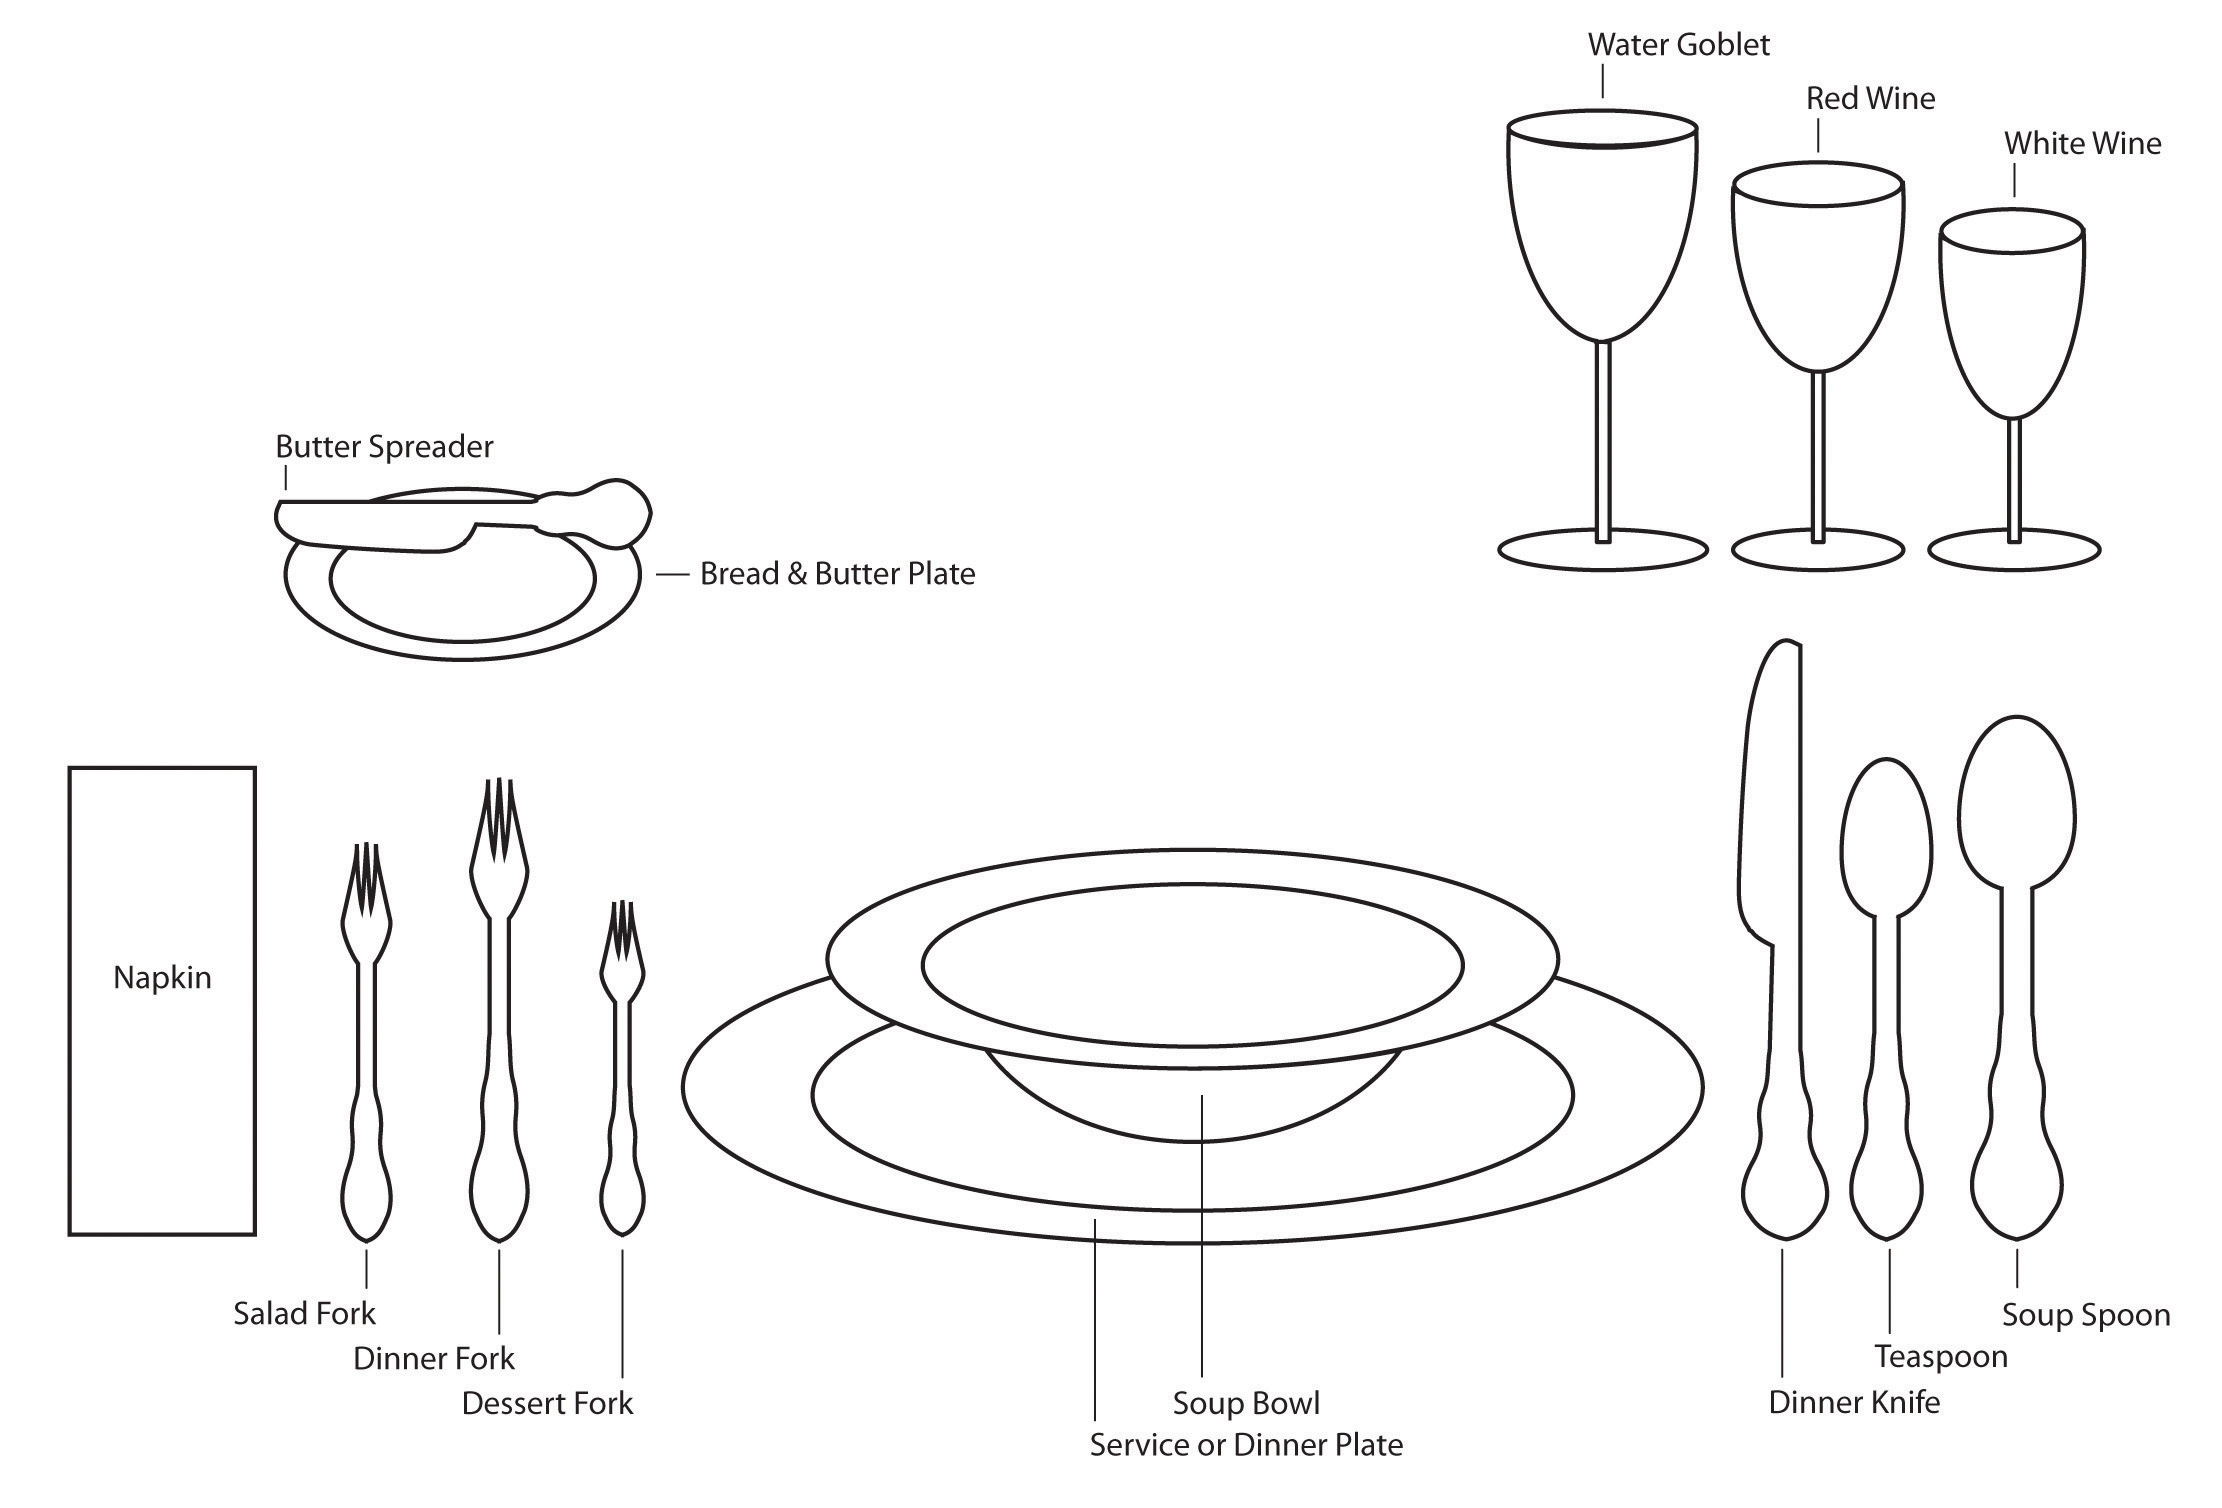 Water Goblet
Red Wine
White Wine
Butter Spreader
Bread & Butter Plate
Napkin
Salad Fork
Dinner Fork
Dessert Fork
Soup Bowl
Service or Dinner Plate
Soup Spoon
Teaspoon
Dinner Knife